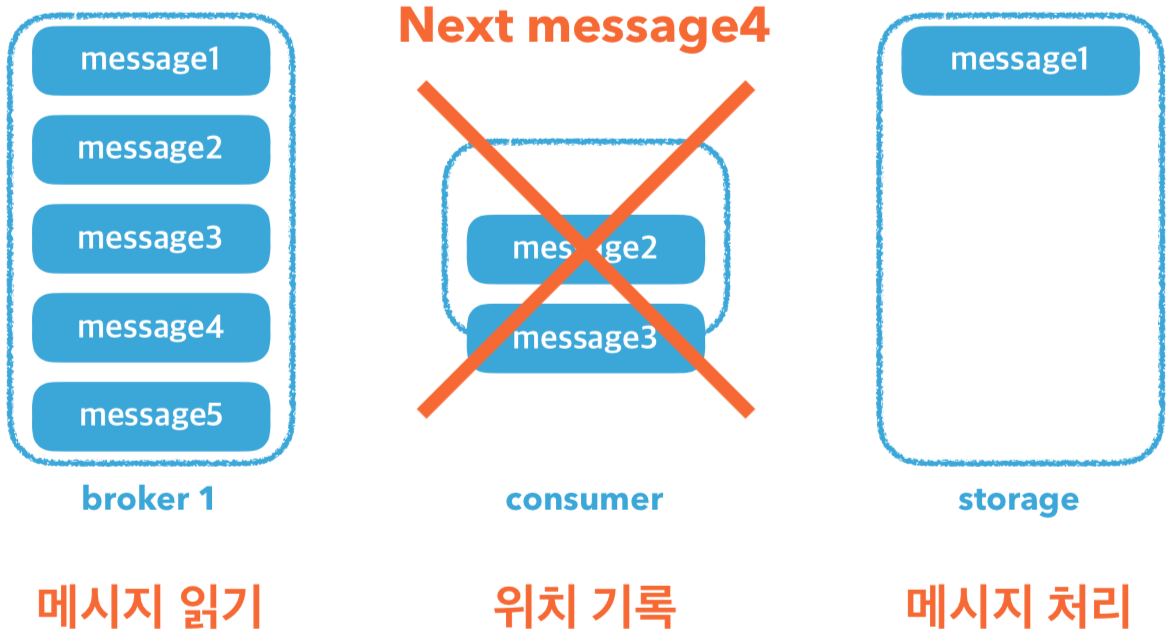 Next message4
message1
message2
message3
message4
message5
broker 1
message2
message3
consumer
message1
storage
메시지 읽기
위치 기록
메시지 처리